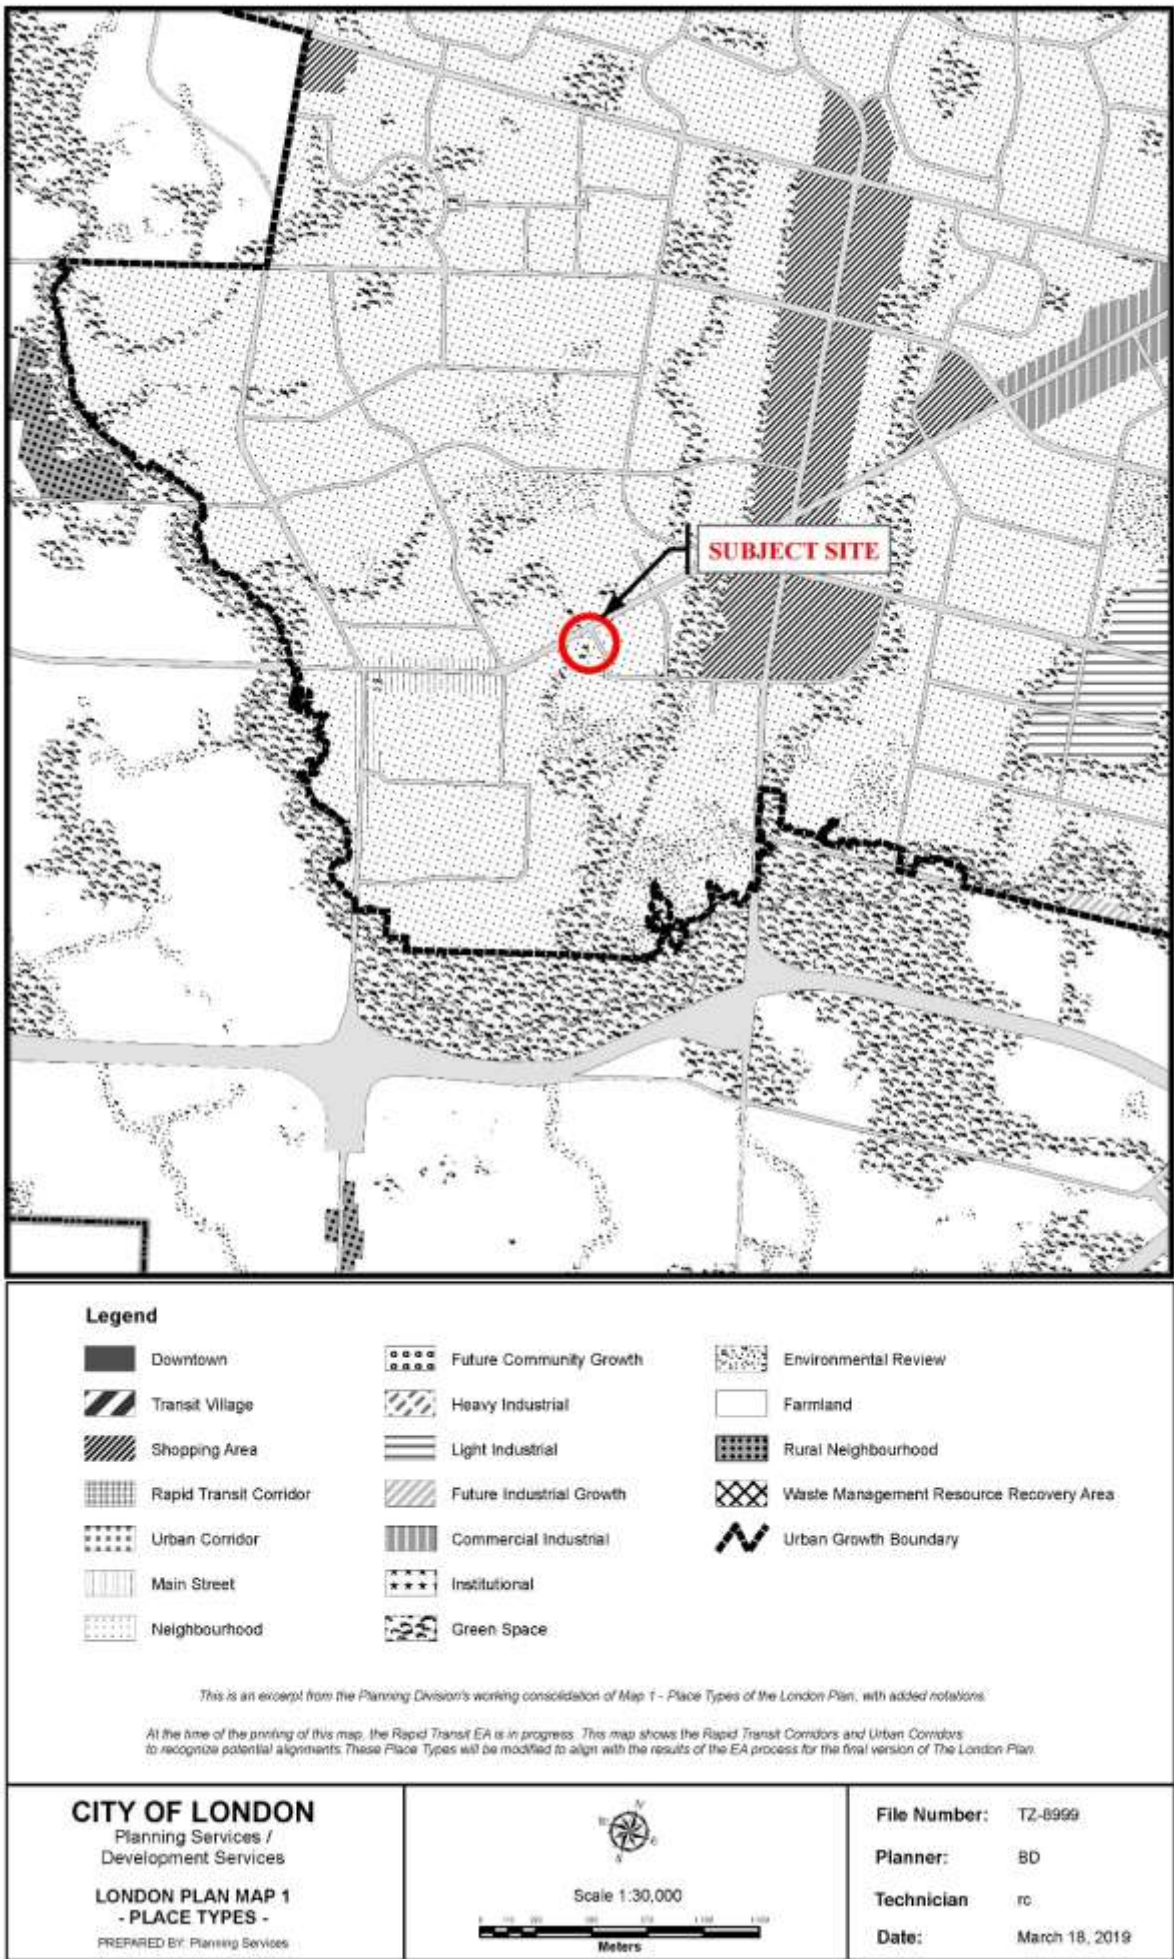 SUBJECT SITE
Legend
Downtown
Transit Village
Shopping Area
Rapid Transit Corridor
Urban Corridor
Main Street
Neighbourhood
Future Community Growth
Heavy Industrial
Light Industrial
Future Industrial Growth
Commercial Industrial
Institutional
Green Space
Environmental Review
Farmland
Rural Neighbourhood
Waste Management Resource Recovery Area
Urban Growth Boundary
This is an excerpt from the Planning Division's working consolidation of Map 1 - Place Types of the London Plan, with added notations.
At the time of the printing of this map, the Rapid Transit EA is in progress. This map shows the Rapid Transit Corridors and Urban Corridors
to recognize potential alignments. These Place Types will be modified to align with the results of the EA process for the final version of The London Plan.
CITY OF LONDON
Planning Services /
Development Services
LONDON PLAN MAP 1
- PLACE TYPES -
PREPARED BY: Planning Services
N
E
S
Scale 1:30,000
Meters
File Number: TZ-8999
Planner: BD
Technician rc
Date: March 18, 2019